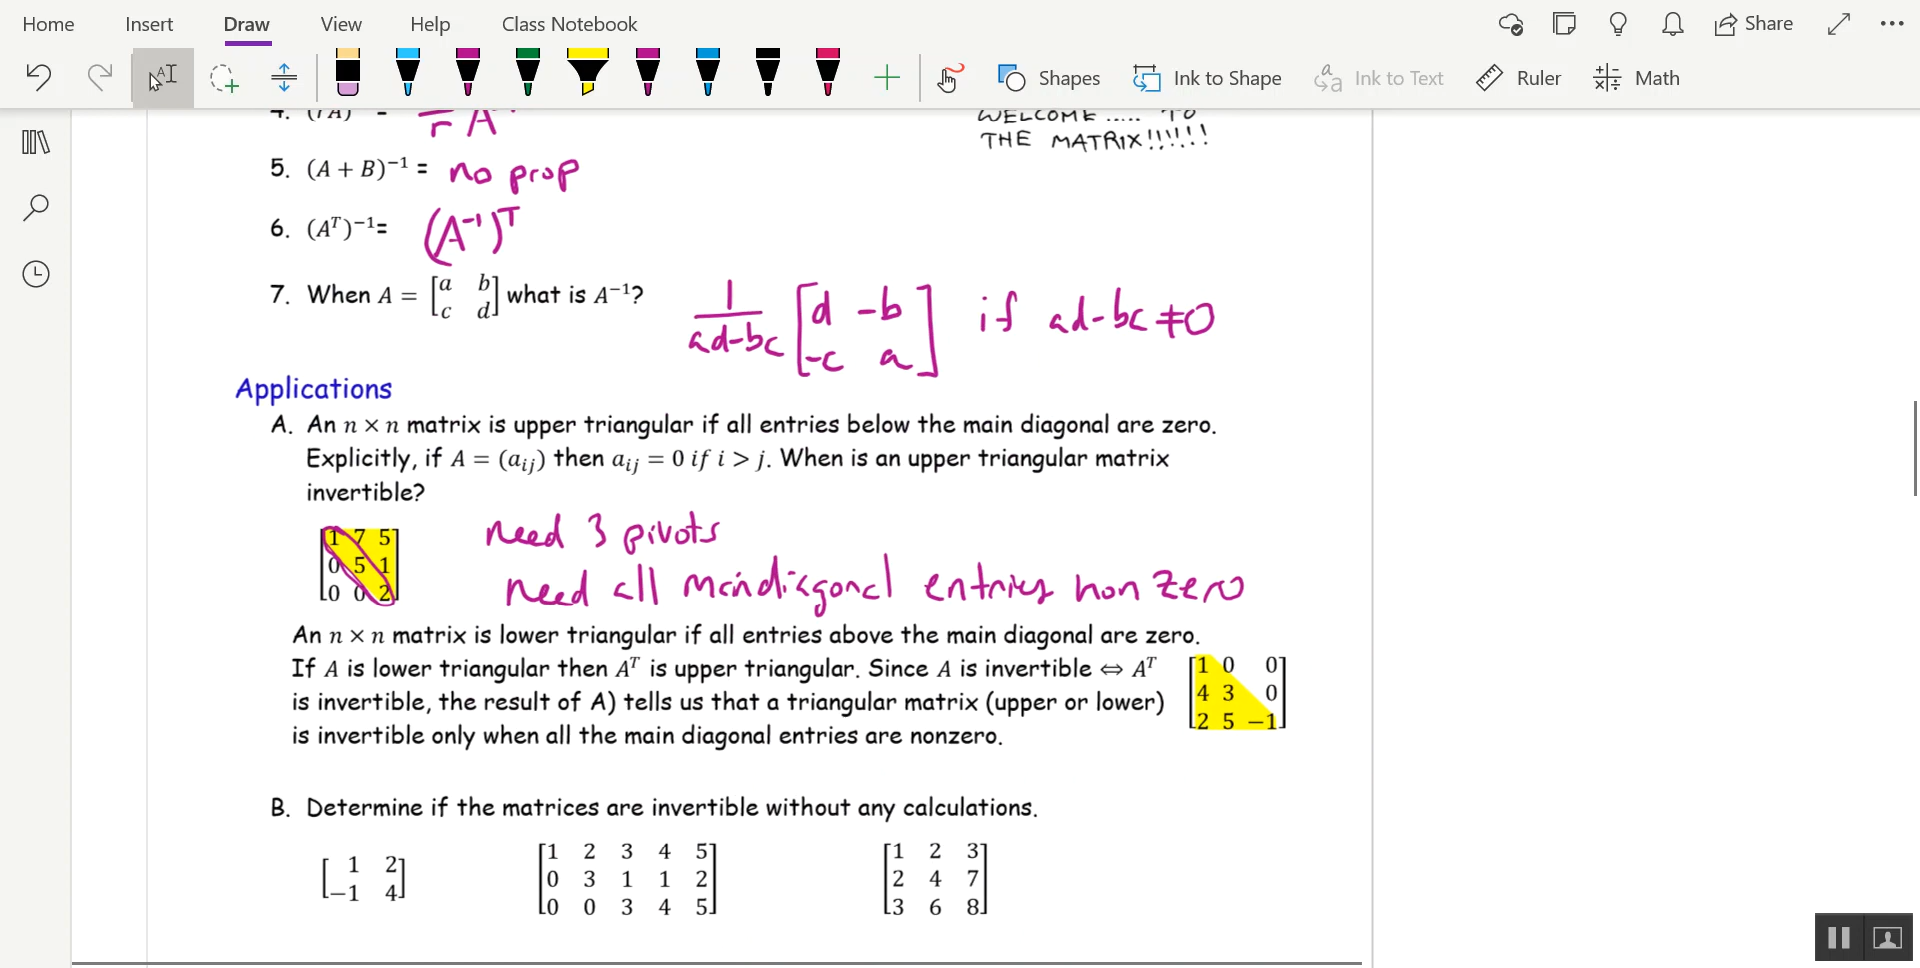 Home Insert Draw View Help Class Notebook Share
Shapes Ink to Shape Ink to Text Ruler Math
4. (rA) = 1/r A⁻¹
WELCOME ..... TO
THE MATRIX!!!!!!
5. (A + B)⁻¹ = no prop
6. (Aᵀ)⁻¹= (A⁻¹)ᵀ
7. When A = [a b; c d] what is A⁻¹? 1/(ad-bc) [d -b; -c a] if ad-bc ≠0
Applications
A. An n × n matrix is upper triangular if all entries below the main diagonal are zero.
Explicitly, if A = (aᵢⱼ) then aᵢⱼ = 0 if i > j. When is an upper triangular matrix
invertible?
[1 7 5; 0 5 1; 0 0 2]
need 3 pivots
need all main diagonal entries non zero
An n × n matrix is lower triangular if all entries above the main diagonal are zero.
If A is lower triangular then Aᵀ is upper triangular. Since A is invertible ⇔ Aᵀ
is invertible, the result of A) tells us that a triangular matrix (upper or lower)
is invertible only when all the main diagonal entries are nonzero.
[1 0 0; 4 3 0; 2 5 −1]
B. Determine if the matrices are invertible without any calculations.
[1 2; −1 4] [1 2 3 4 5; 0 3 1 1 2; 0 0 3 4 5] [1 2 3; 2 4 7; 3 6 8]